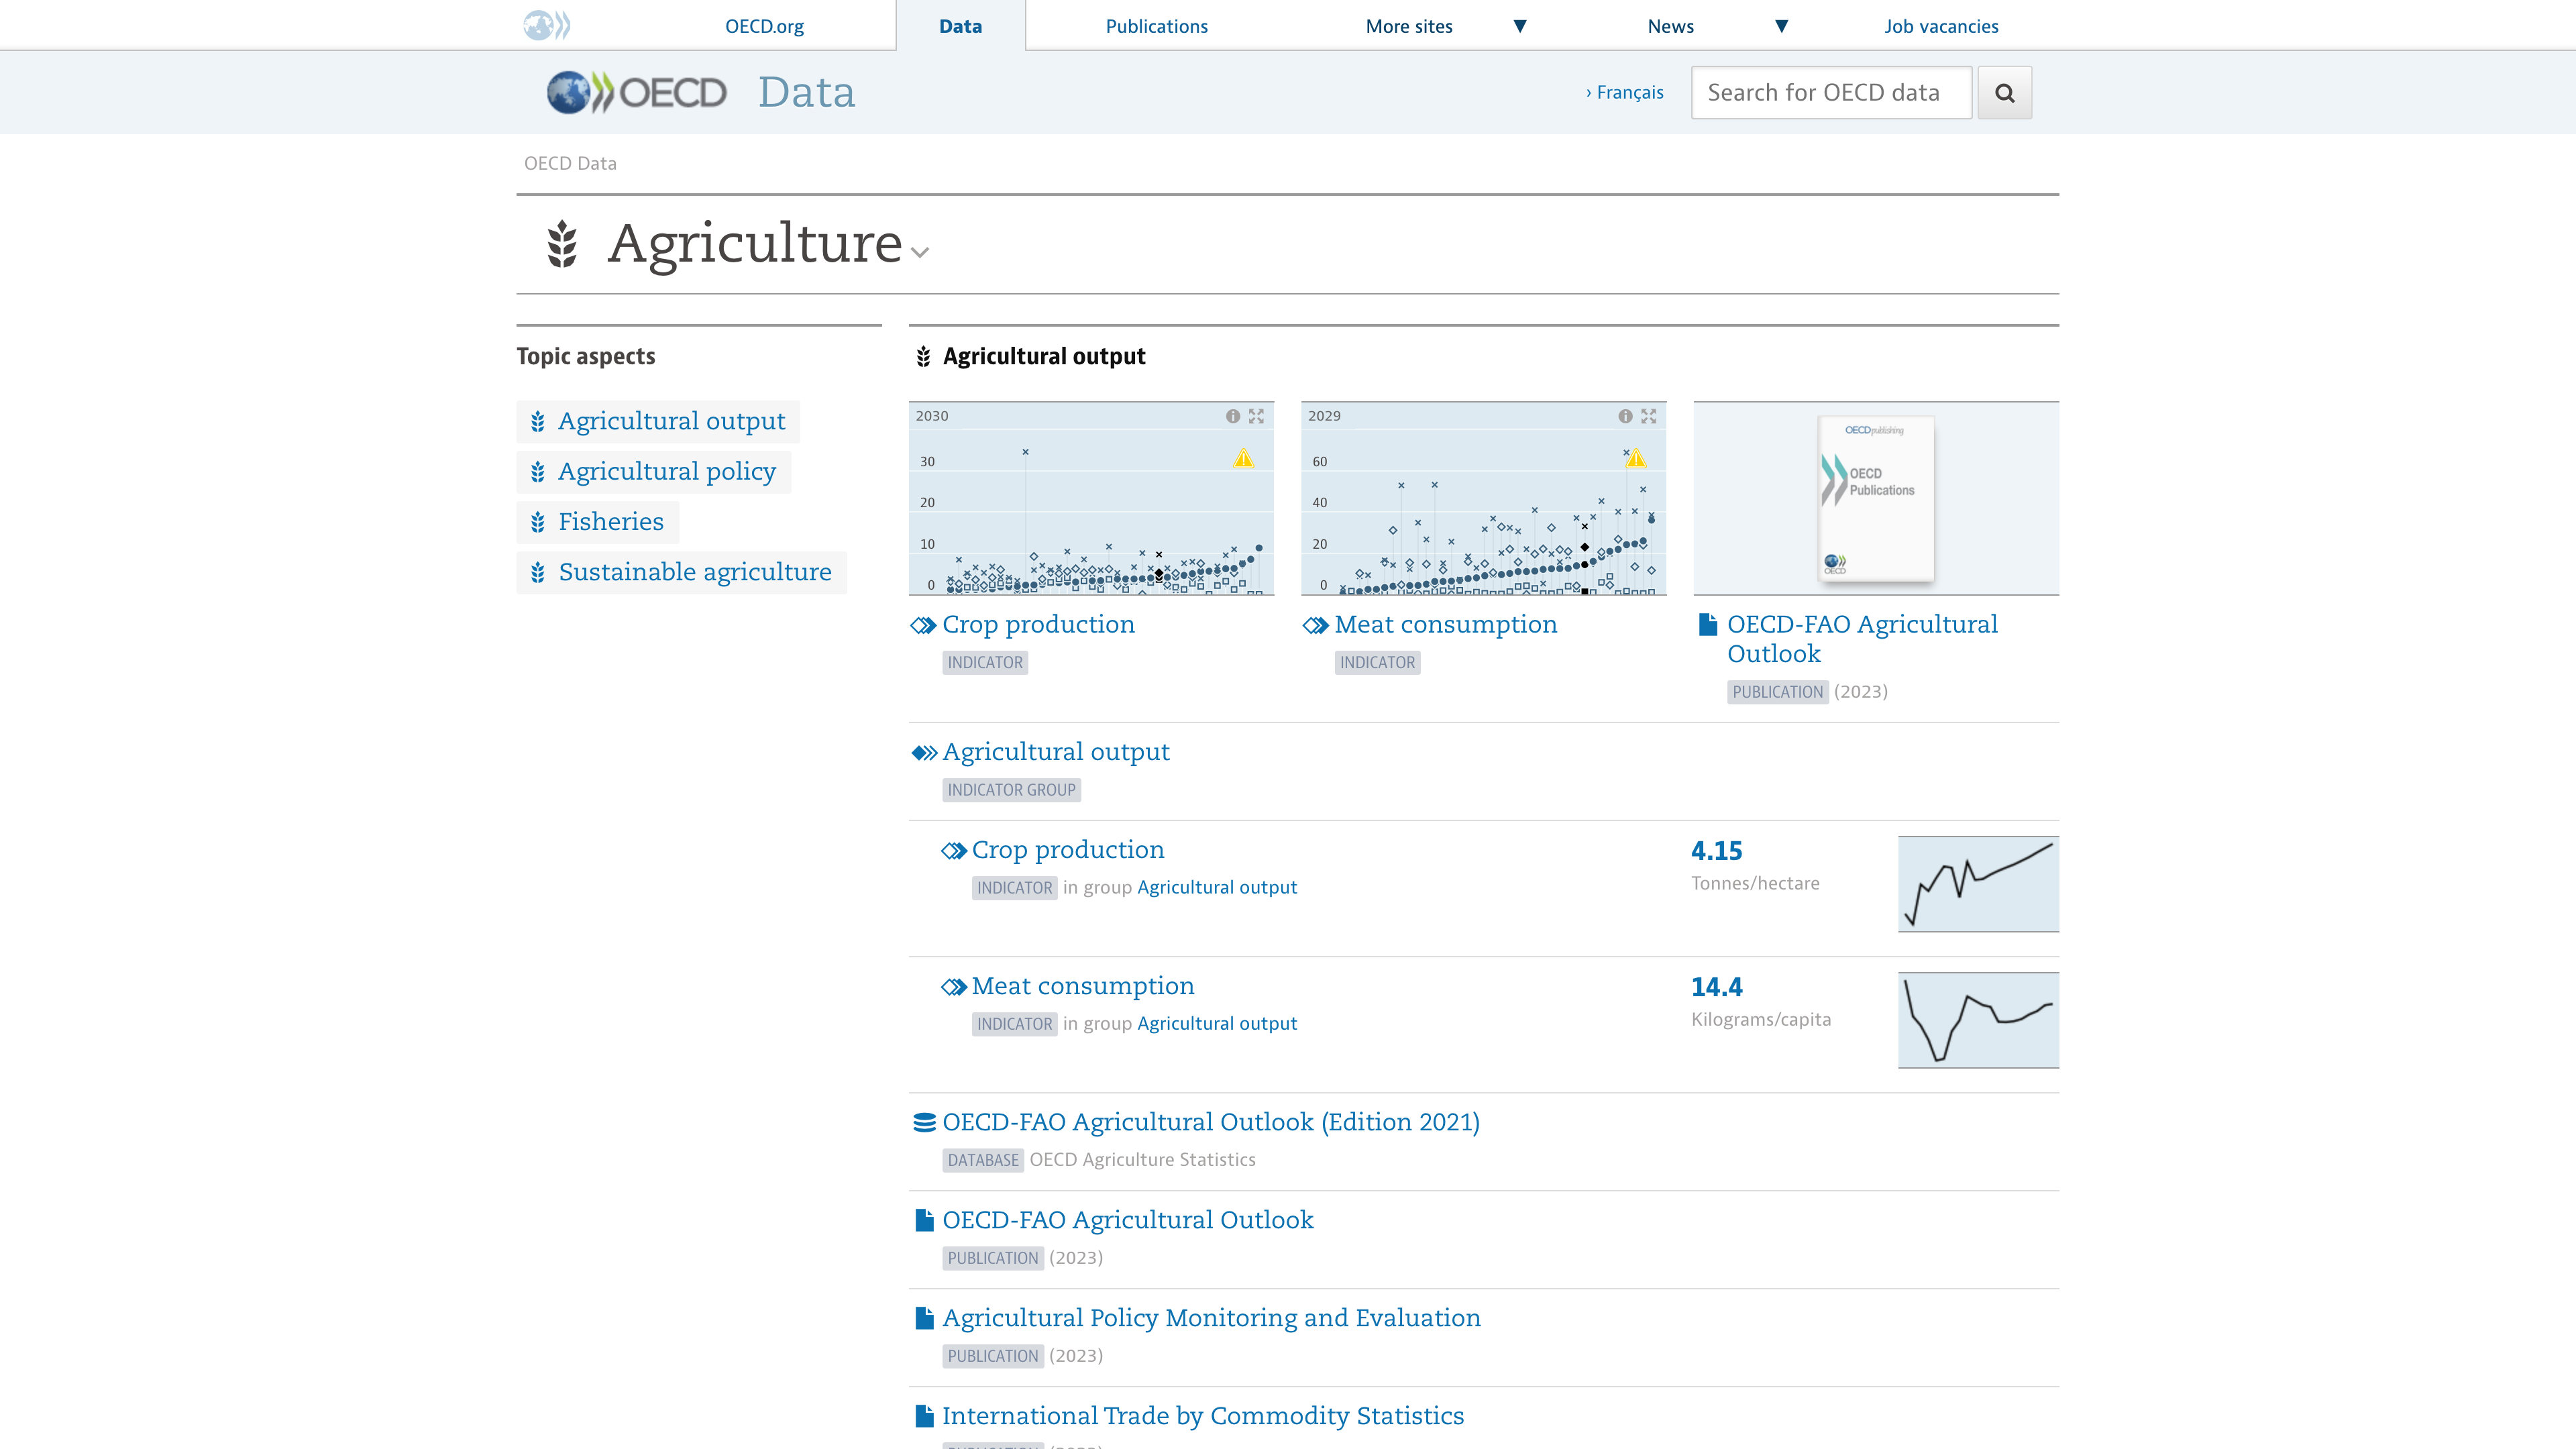 OECD.org
Data
Publications
More sites ▼
News ▼
Job vacancies
OECD Data
› Français
Search for OECD data
OECD Data
Agriculture
Topic aspects
Agricultural output
Agricultural policy
Fisheries
Sustainable agriculture
Agricultural output
2030
30
20
10
0
Crop production
INDICATOR
2029
60
40
20
0
Meat consumption
INDICATOR
OECDpublishing
OECD
Publications
OECD
OECD-FAO Agricultural
Outlook
PUBLICATION (2023)
Agricultural output
INDICATOR GROUP
Crop production
INDICATOR in group Agricultural output
4.15
Tonnes/hectare
Meat consumption
INDICATOR in group Agricultural output
14.4
Kilograms/capita
OECD-FAO Agricultural Outlook (Edition 2021)
DATABASE OECD Agriculture Statistics
OECD-FAO Agricultural Outlook
PUBLICATION (2023)
Agricultural Policy Monitoring and Evaluation
PUBLICATION (2023)
International Trade by Commodity Statistics